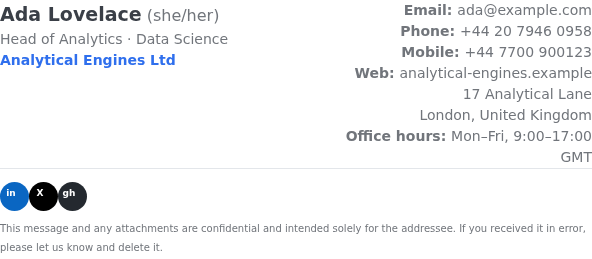 Ada Lovelace (she/her)
Head of Analytics · Data Science
Analytical Engines Ltd
Email: ada@example.com
Phone: +44 20 7946 0958
Mobile: +44 7700 900123
Web: analytical-engines.example
17 Analytical Lane
London, United Kingdom
Office hours: Mon–Fri, 9:00–17:00
GMT
in X gh
This message and any attachments are confidential and intended solely for the addressee. If you received it in error,
please let us know and delete it.